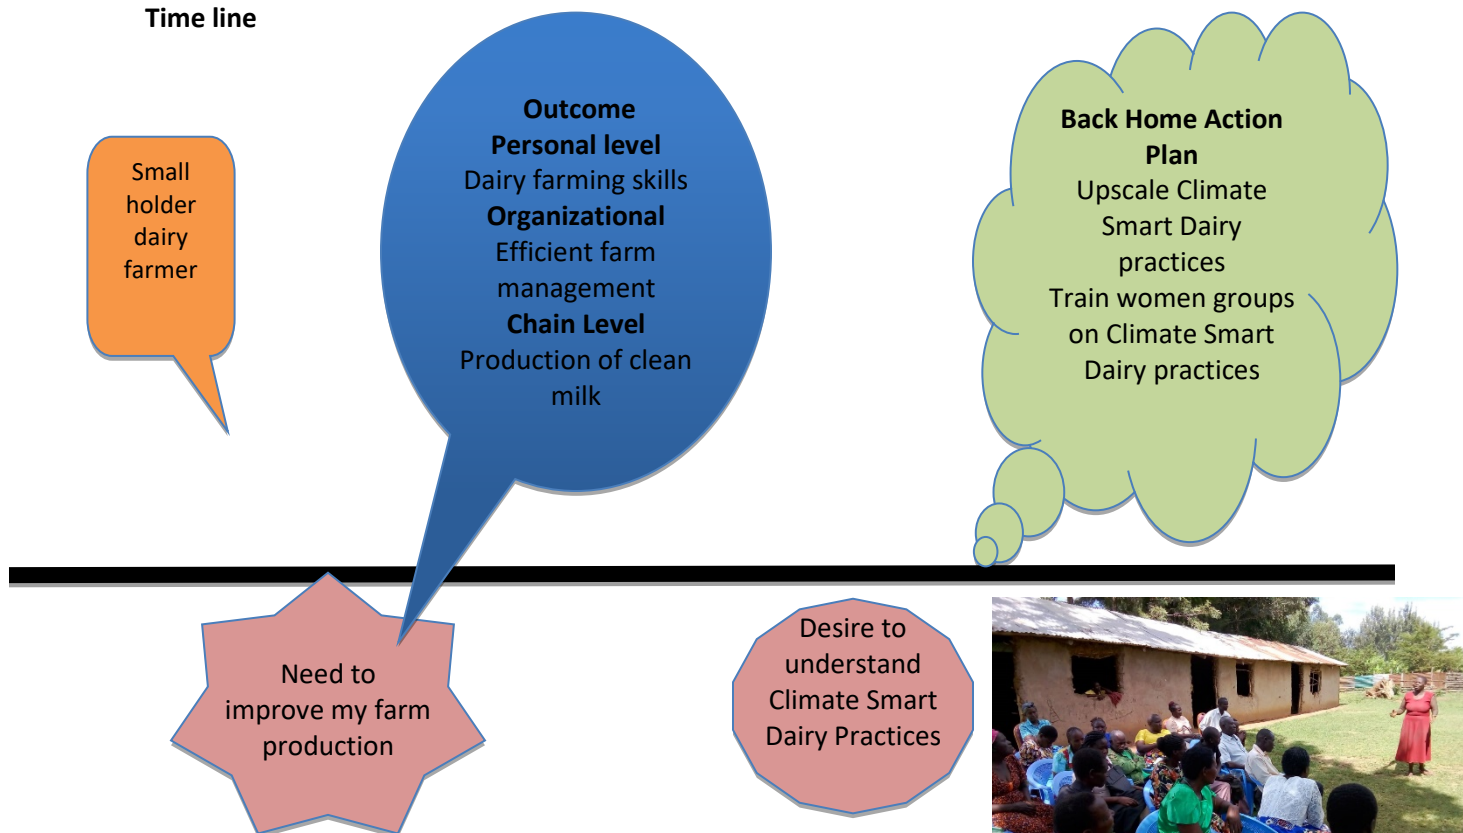 Time line
Small
holder
dairy
farmer
Outcome
Personal level
Dairy farming skills
Organizational
Efficient farm
management
Chain Level
Production of clean
milk
Back Home Action
Plan
Upscale Climate
Smart Dairy
practices
Train women groups
on Climate Smart
Dairy practices
Need to
improve my farm
production
Desire to
understand
Climate Smart
Dairy Practices